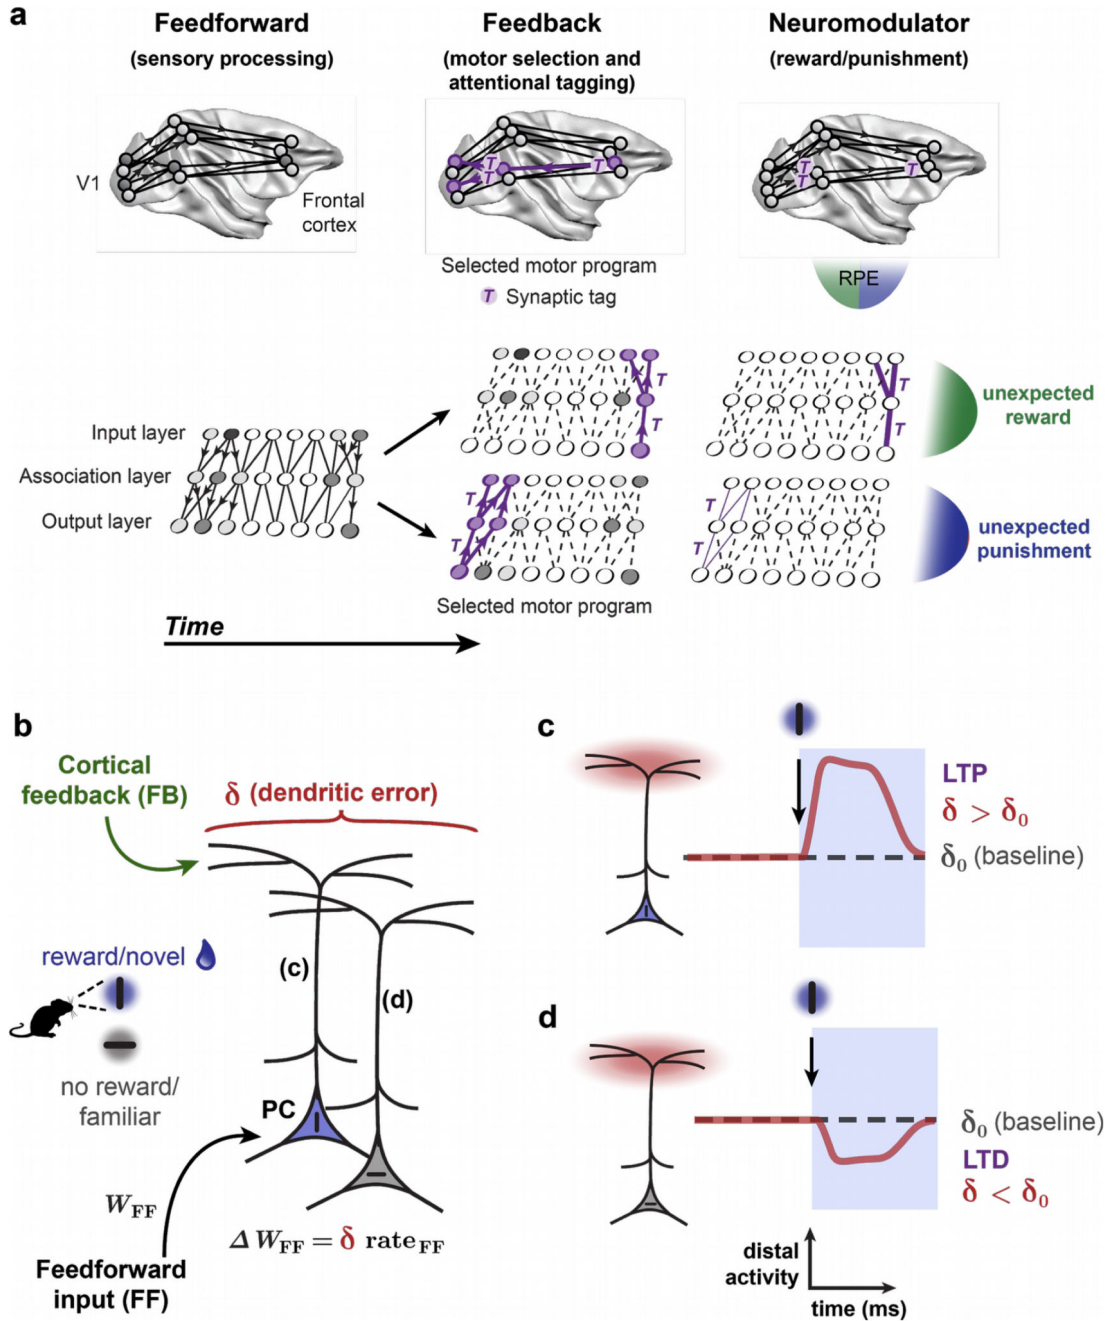 a
Feedforward
(sensory processing)
Feedback
(motor selection and
attentional tagging)
Neuromodulator
(reward/punishment)
V1
Frontal
cortex
T
T
T
T
T
T
Selected motor program
T Synaptic tag
RPE
Input layer
Association layer
Output layer
T
T
T
T
unexpected
reward
T
T
T
T
unexpected
punishment
Selected motor program
Time
b
Cortical
feedback (FB)
δ (dendritic error)
(c)
(d)
reward/novel
no reward/
familiar
PC
W_FF
Δ W_FF = δ rate_FF
Feedforward
input (FF)
c
LTP
δ > δ₀
δ₀ (baseline)
d
δ₀ (baseline)
LTD
δ < δ₀
distal
activity
time (ms)